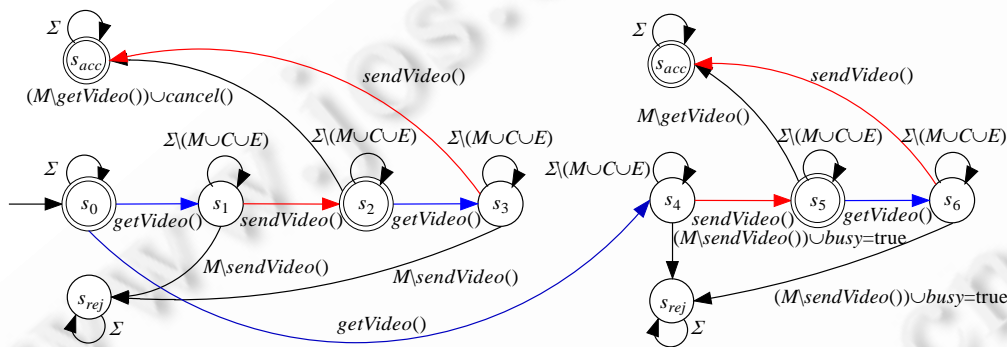 Σ
Σ
s_acc
s_acc
sendVideo()
sendVideo()
(M\getVideo())∪cancel()
M\getVideo()
Σ
Σ\(M∪C∪E)
Σ\(M∪C∪E)
Σ\(M∪C∪E)
Σ\(M∪C∪E)
Σ\(M∪C∪E)
Σ\(M∪C∪E)
s_0
getVideo()
s_1
sendVideo()
s_2
getVideo()
s_3
s_4
sendVideo()
s_5
getVideo()
s_6
(M\sendVideo())∪busy=true
M\sendVideo()
M\sendVideo()
s_rej
Σ
getVideo()
s_rej
Σ
(M\sendVideo())∪busy=true